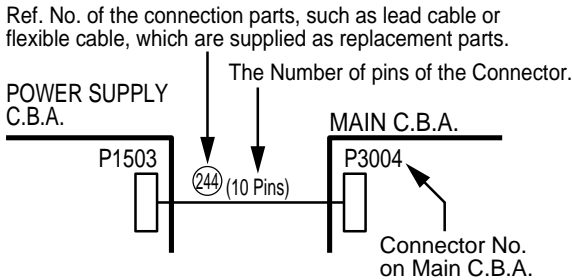 Ref. No. of the connection parts, such as lead cable or
flexible cable, which are supplied as replacement parts.
The Number of pins of the Connector.
POWER SUPPLY
C.B.A.
MAIN C.B.A.
P1503
244 (10 Pins)
P3004
Connector No.
on Main C.B.A.